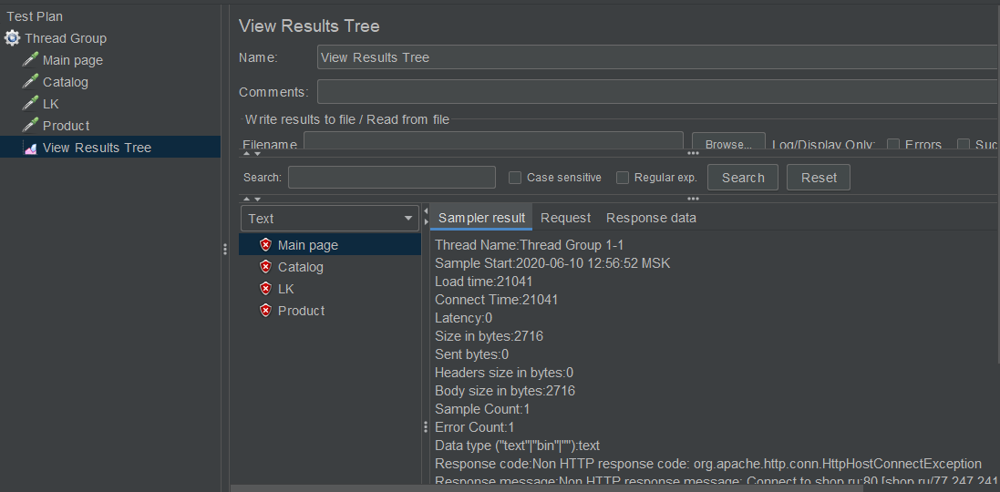 Test Plan
Thread Group
Main page
Catalog
LK
Product
View Results Tree
View Results Tree
Name: View Results Tree
Comments:
Write results to file / Read from file
Filename Browse... Log/Display Only: Errors Suc
Search: Case sensitive Regular exp. Search Reset
Text
Main page
Catalog
LK
Product
Sampler result Request Response data
Thread Name:Thread Group 1-1
Sample Start:2020-06-10 12:56:52 MSK
Load time:21041
Connect Time:21041
Latency:0
Size in bytes:2716
Sent bytes:0
Headers size in bytes:0
Body size in bytes:2716
Sample Count:1
Error Count:1
Data type ("text"|"bin"|""):text
Response code:Non HTTP response code: org.apache.http.conn.HttpHostConnectException
Response message:Non HTTP response message: Connect to shop.ru:80 [shop.ru/77.247.241